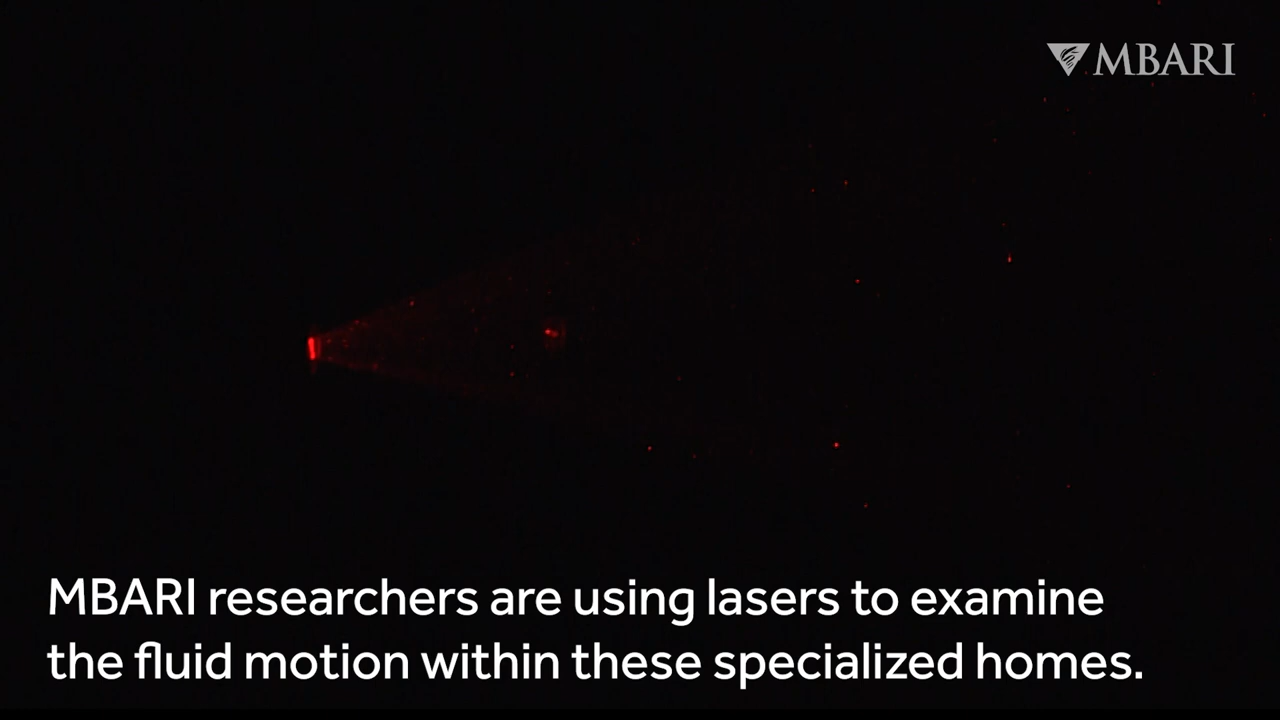 MBARI
MBARI researchers are using lasers to examine
the fluid motion within these specialized homes.